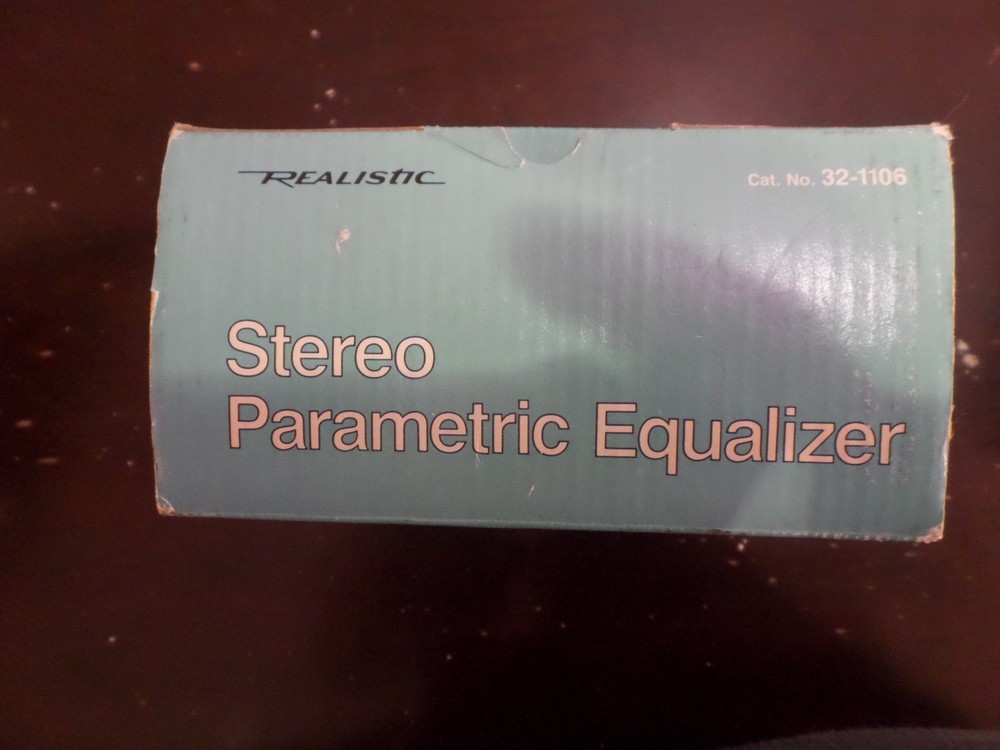 REALISTIC
Cat. No. 32-1106
Stereo
Parametric Equalizer